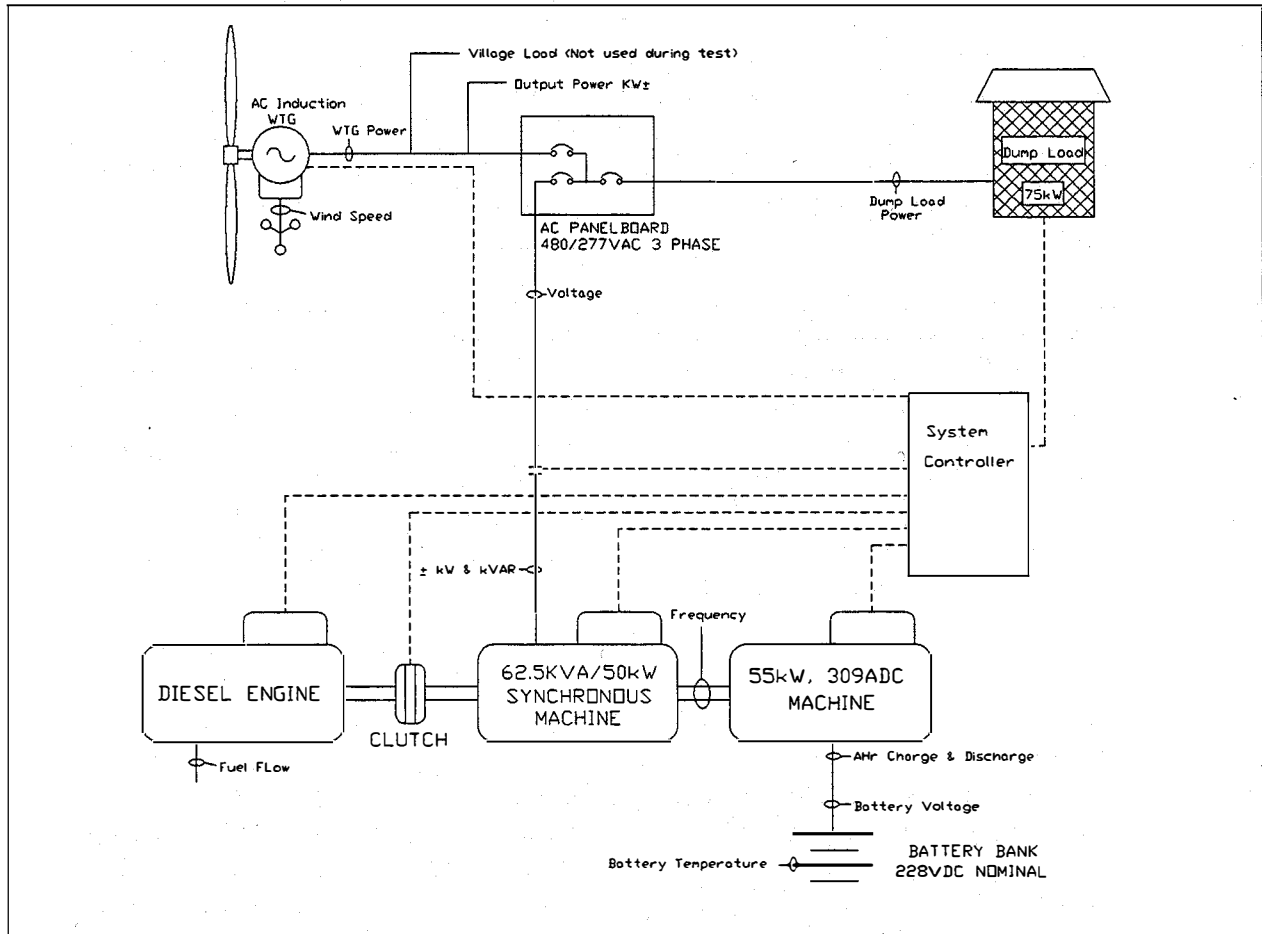 Village Load (Not used during test)
Output Power KW±
AC Induction
WTG
WTG Power
Wind Speed
AC PANELBOARD
480/277VAC 3 PHASE
Dump Load
75kW
Dump Load
Power
Voltage
System
Controller
± kW & kVAR
Frequency
DIESEL ENGINE
CLUTCH
62.5KVA/50kW
SYNCHRONOUS
MACHINE
55kW, 309ADC
MACHINE
Fuel FLow
AHr Charge & Discharge
Battery Voltage
Battery Temperature
BATTERY BANK
228VDC NOMINAL